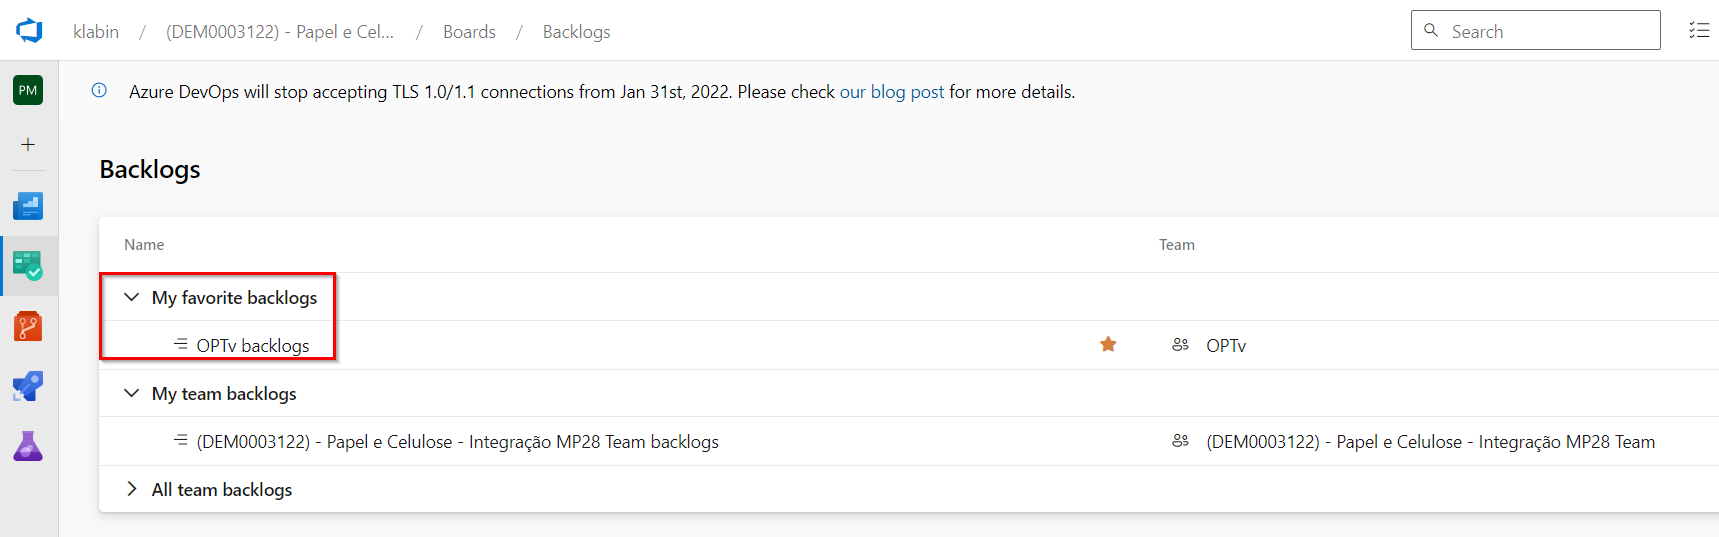 klabin / (DEM0003122) - Papel e Cel... / Boards / Backlogs
Search
PM
Azure DevOps will stop accepting TLS 1.0/1.1 connections from Jan 31st, 2022. Please check our blog post for more details.
Backlogs
Name Team
My favorite backlogs
OPTv backlogs OPTv
My team backlogs
(DEM0003122) - Papel e Celulose - Integração MP28 Team backlogs (DEM0003122) - Papel e Celulose - Integração MP28 Team
All team backlogs